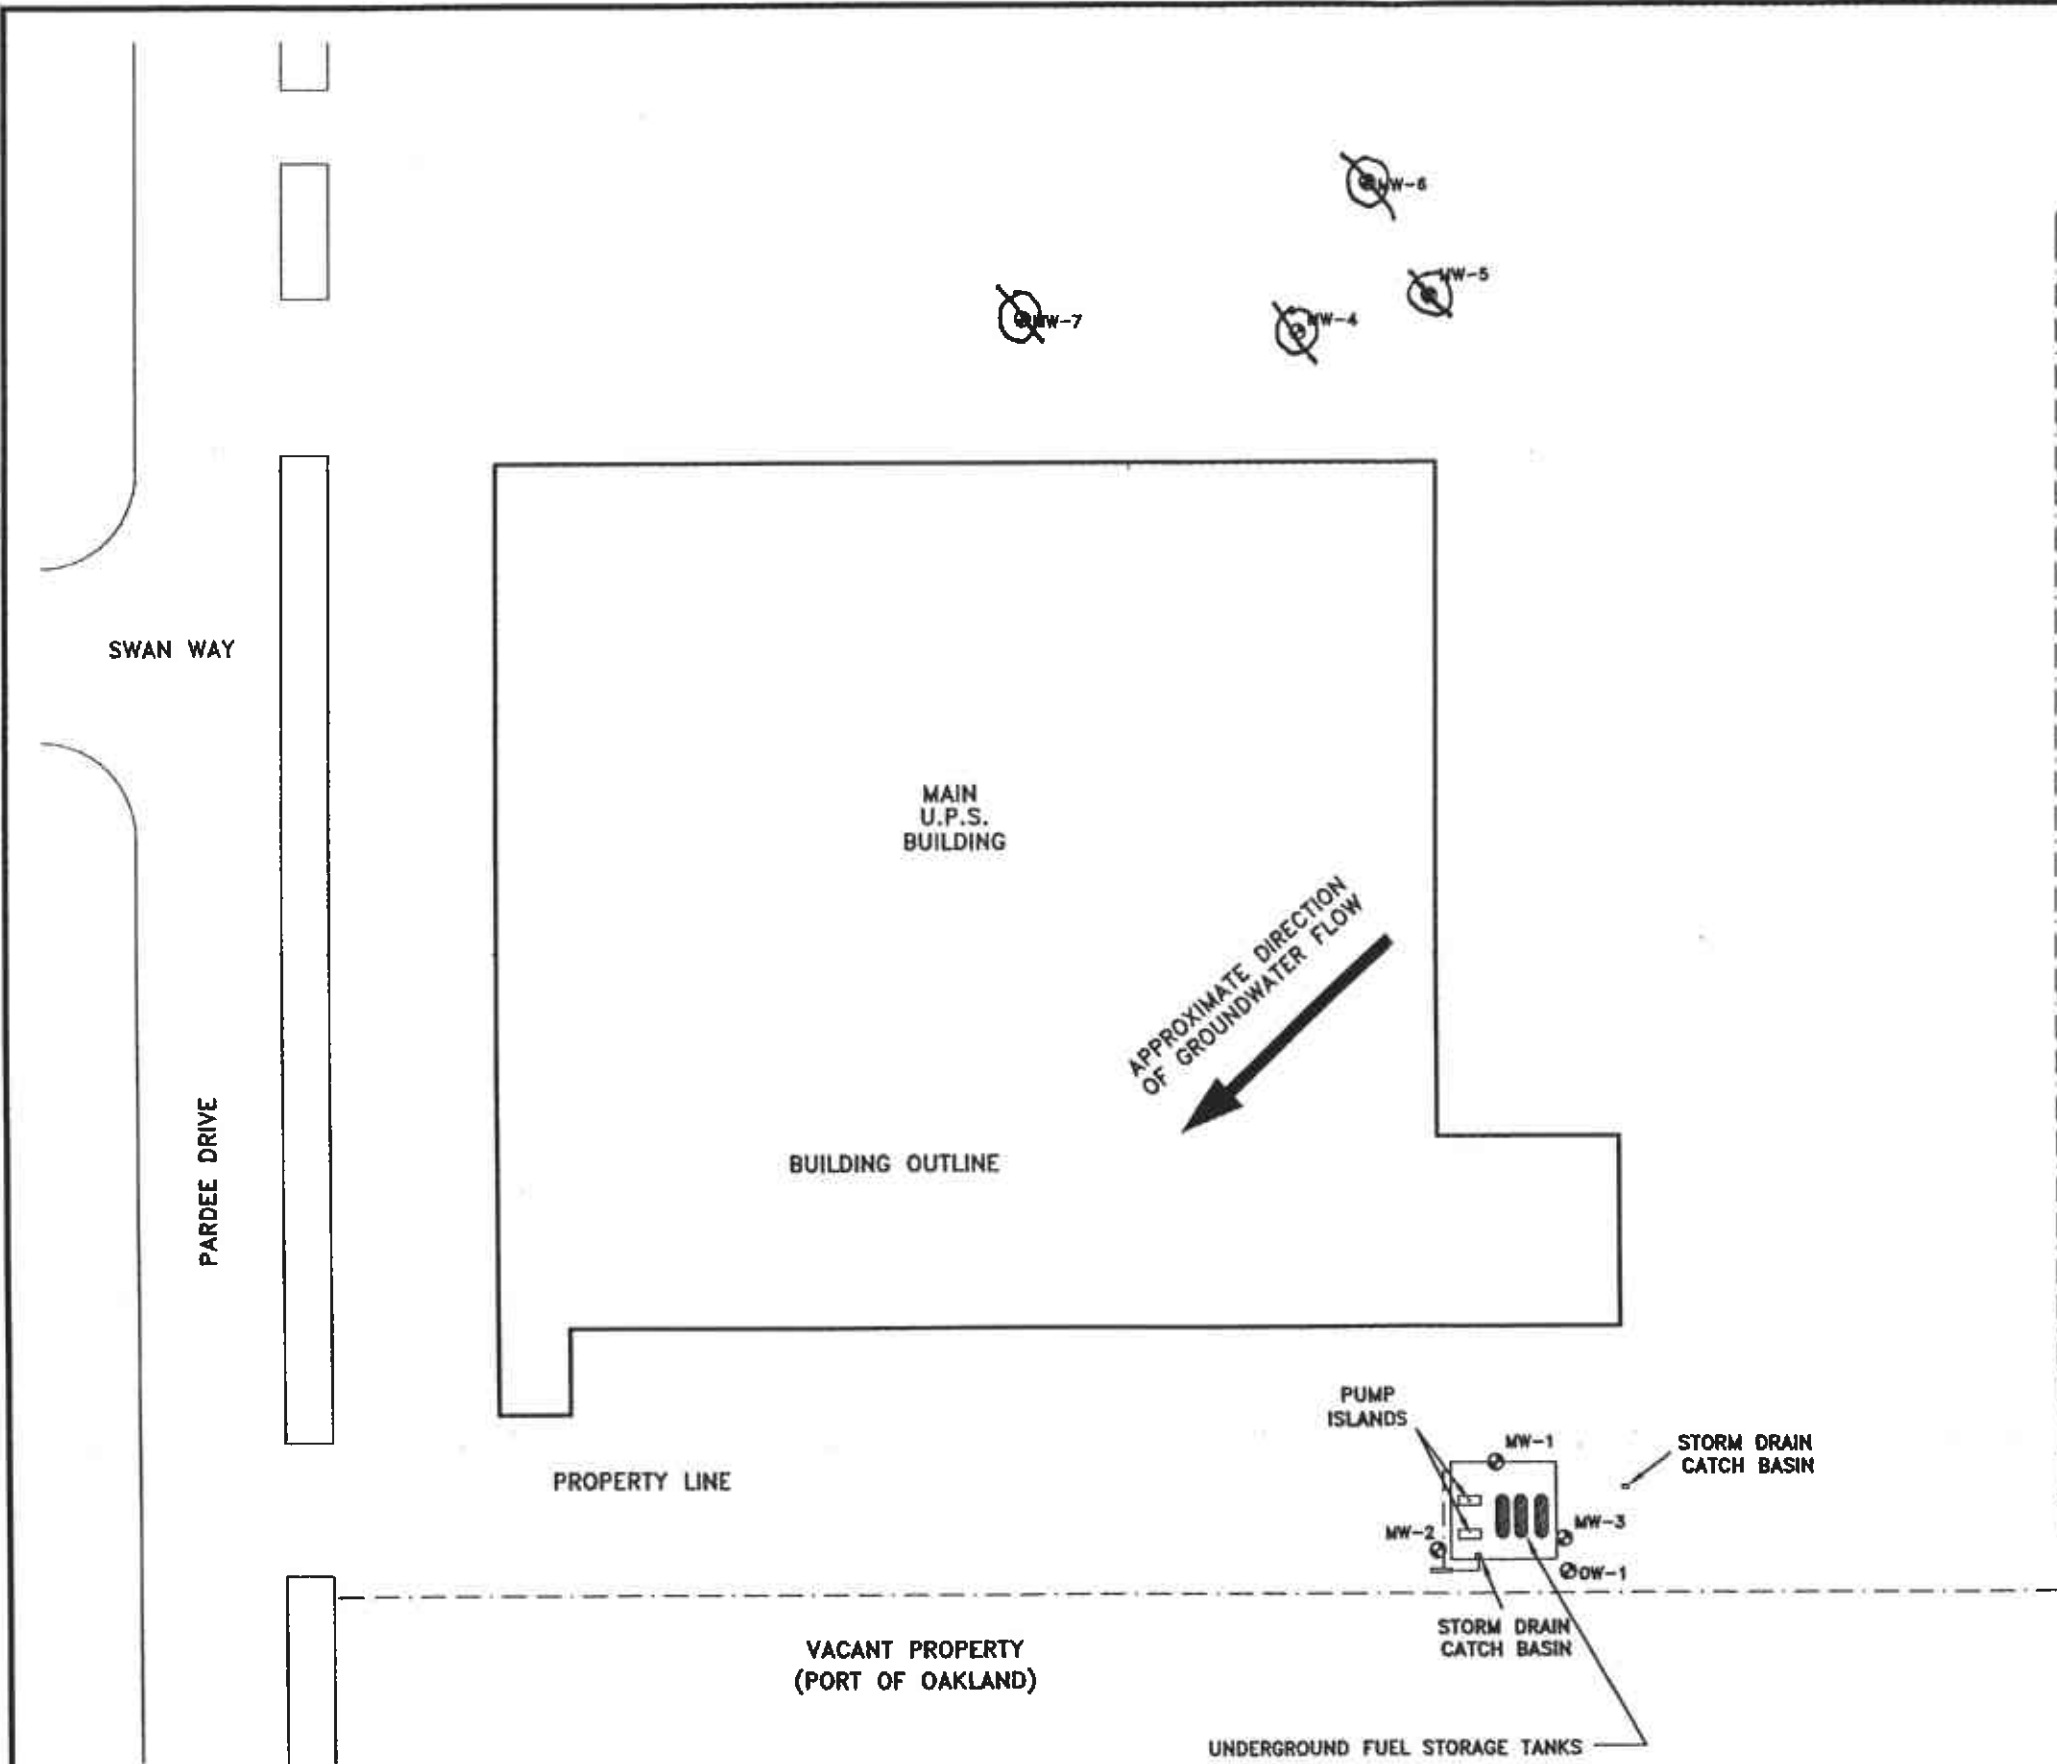 MW-6
MW-5
MW-7
MW-4
SWAN WAY
MAIN
U.P.S.
BUILDING
APPROXIMATE DIRECTION
OF GROUNDWATER FLOW
PARDEE DRIVE
BUILDING OUTLINE
PUMP
ISLANDS
MW-1
STORM DRAIN
CATCH BASIN
PROPERTY LINE
MW-2
MW-3
OW-1
STORM DRAIN
CATCH BASIN
VACANT PROPERTY
(PORT OF OAKLAND)
UNDERGROUND FUEL STORAGE TANKS